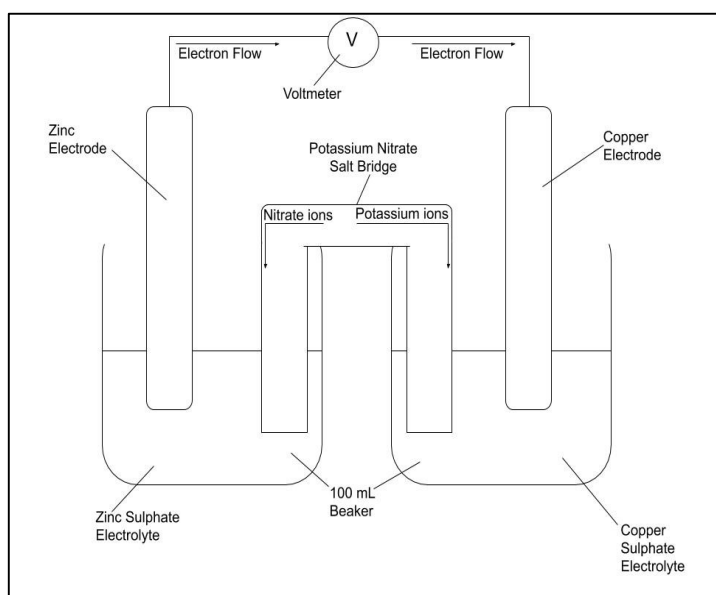 V
Electron Flow
Electron Flow
Voltmeter
Zinc
Electrode
Copper
Electrode
Potassium Nitrate
Salt Bridge
Nitrate ions
Potassium ions
100 mL
Beaker
Zinc Sulphate
Electrolyte
Copper
Sulphate
Electrolyte